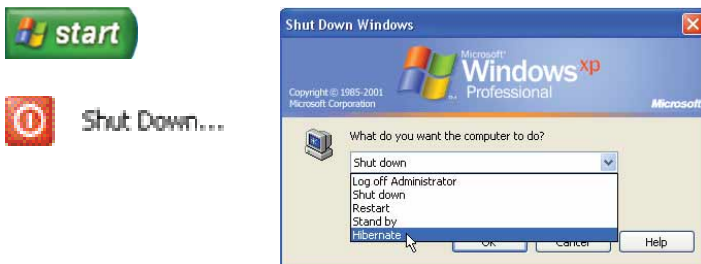 start
Shut Down...
Shut Down Windows
Microsoft
Windows xp
Professional
Copyright © 1985-2001
Microsoft Corporation
Microsoft
What do you want the computer to do?
Shut down
Log off Administrator
Shut down
Restart
Stand by
Hibernate
OK Cancel Help